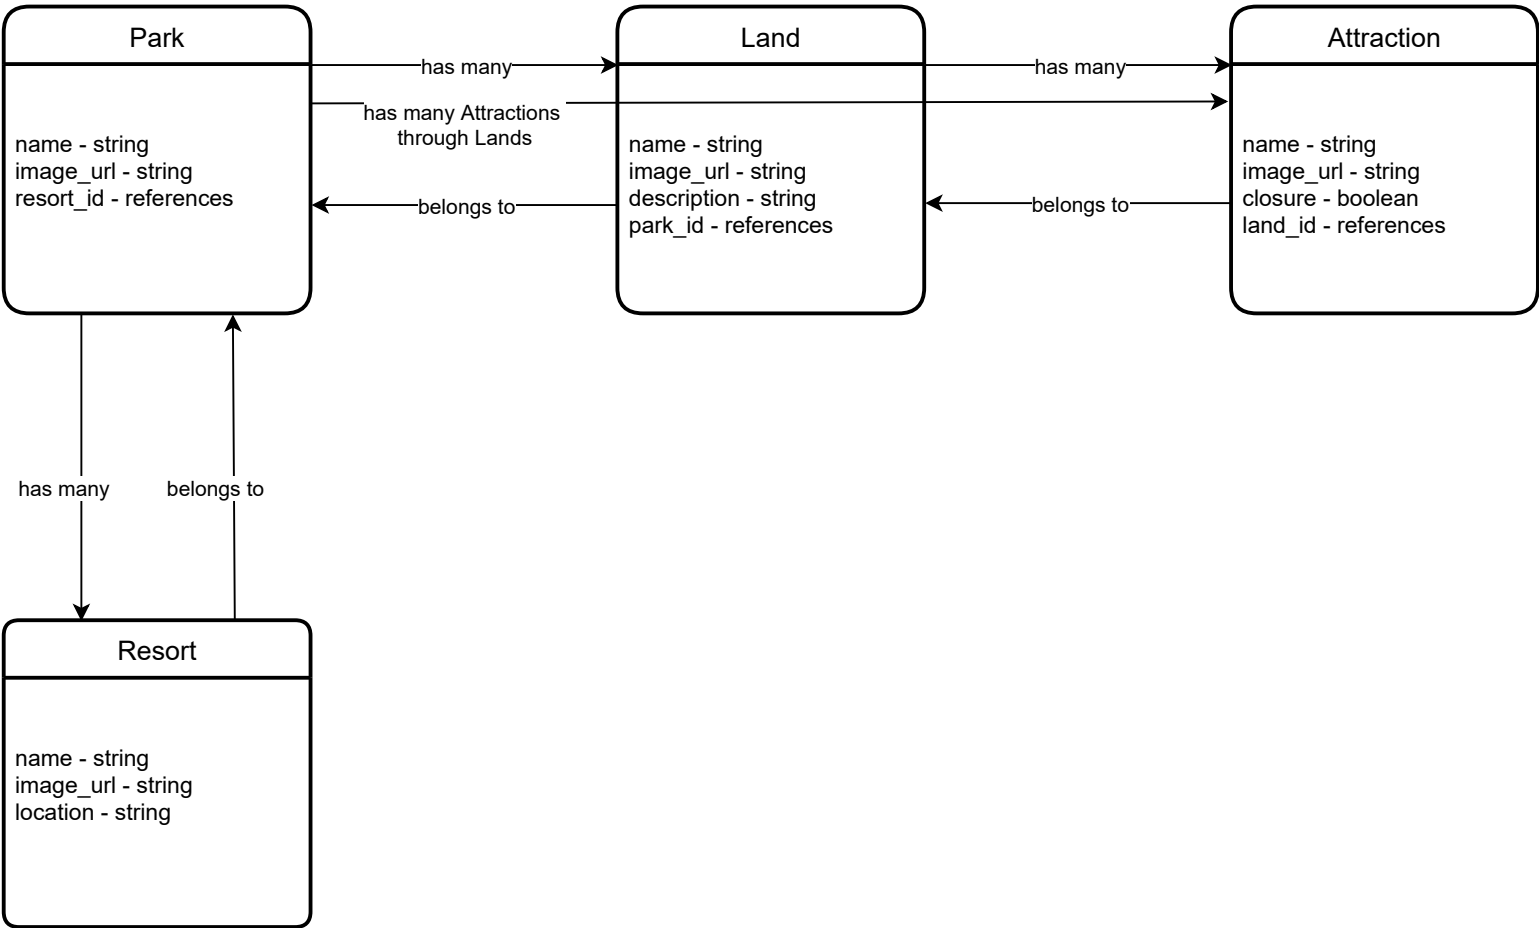 Park
name - string
image_url - string
resort_id - references
has many
has many Attractions
through Lands
belongs to
Land
name - string
image_url - string
description - string
park_id - references
has many
belongs to
Attraction
name - string
image_url - string
closure - boolean
land_id - references
has many
belongs to
Resort
name - string
image_url - string
location - string